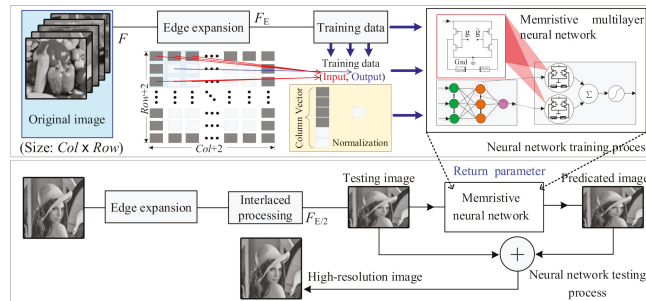 F
Edge expansion
F_E
Training data
Memristive multilayer
neural network
Gnd
Training data
(Input, Output)
Row+2
Col+2
Column Vector
Normalization
Σ
Original image
(Size: Col x Row)
Neural network training process
Return parameter
Testing image
Predicated image
Edge expansion
Interlaced
processing
F_E/2
Memristive
neural network
+
High-resolution image
Neural network testing
process